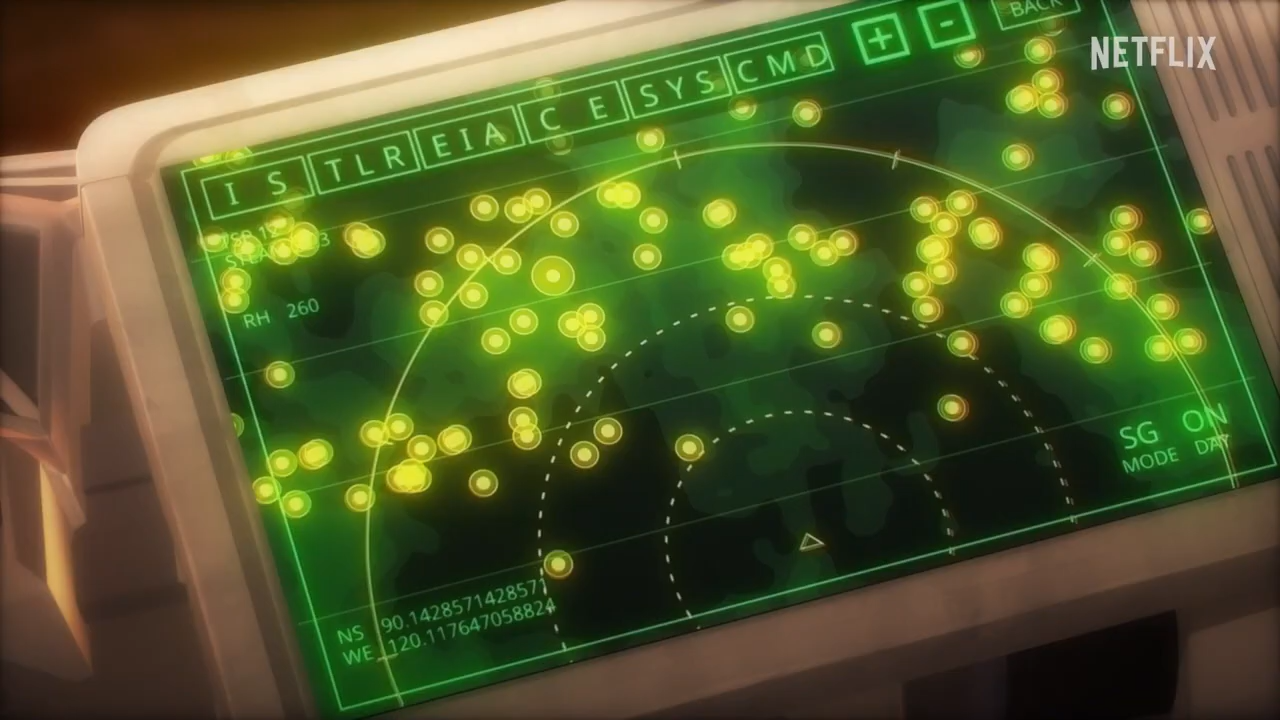 BACK
NETFLIX
I S TLR EIA C E SYS CMD + -
RH 260
SG ON
MODE DAY
NS 90.1428571428571
WE 120.117647058824